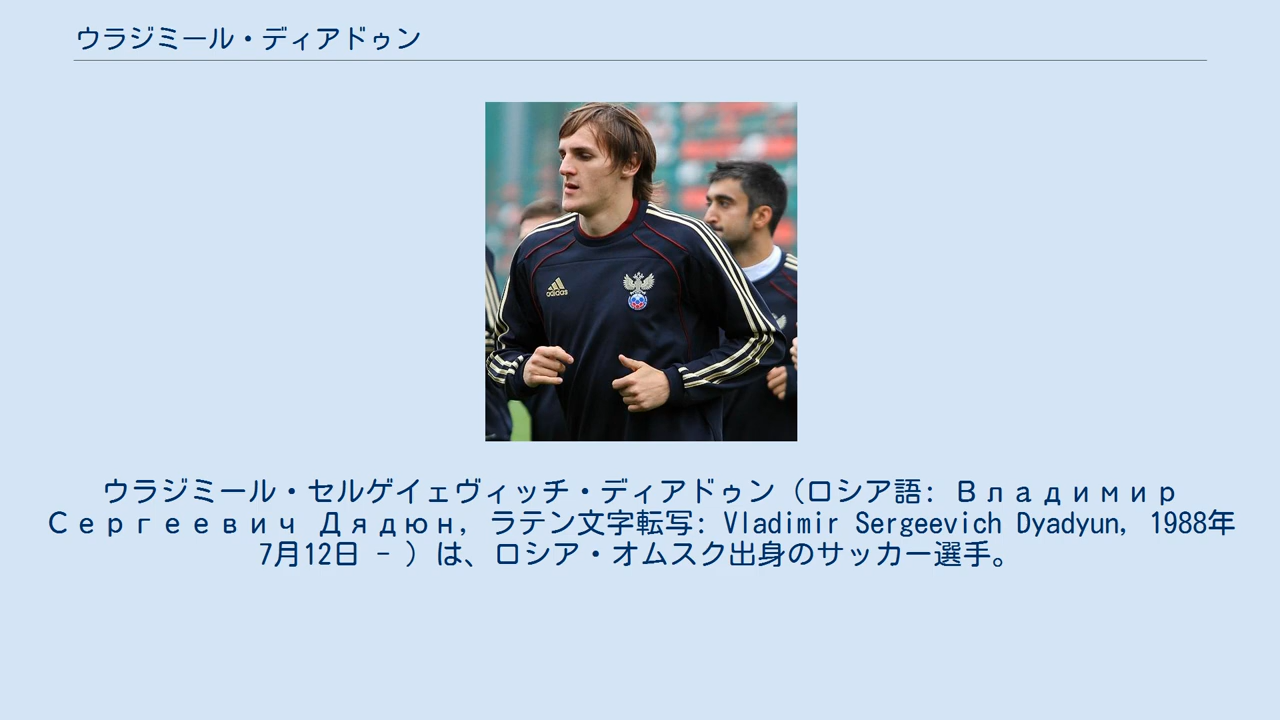 ウラジミール・ディアドゥン
adidas
ウラジミール・セルゲイェヴィッチ・ディアドゥン（ロシア語: Владимир
Сергеевич Дядюн, ラテン文字転写: Vladimir Sergeevich Dyadyun, 1988年
7月12日 - ）は、ロシア・オムスク出身のサッカー選手。